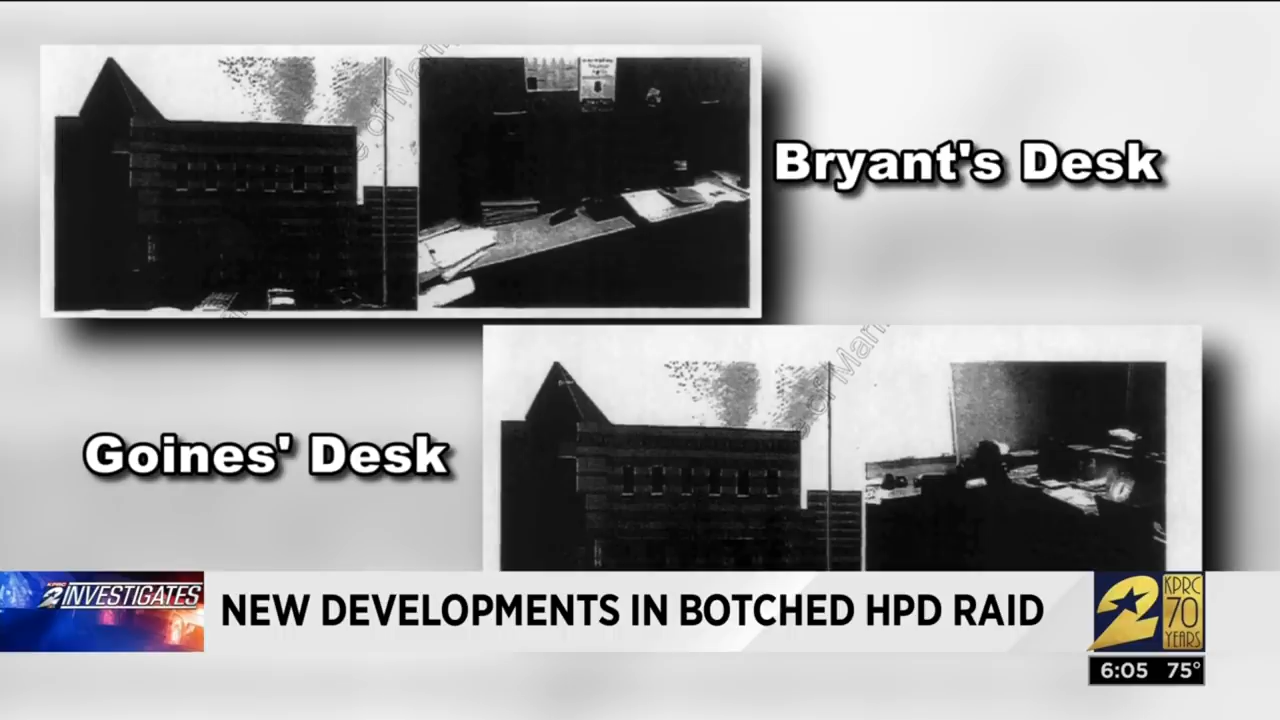 Bryant's Desk
Goines' Desk
KPRC
2 INVESTIGATES
NEW DEVELOPMENTS IN BOTCHED HPD RAID
2
KPRC
70
YEARS
6:05 75°